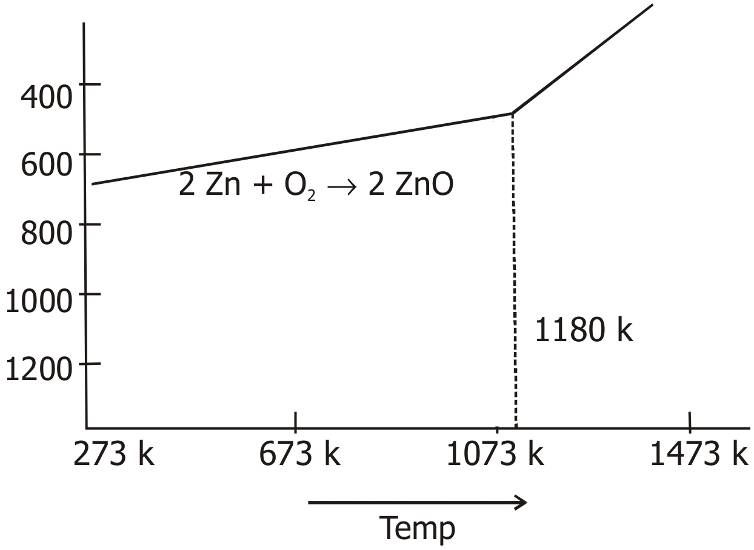 400
600
2 Zn + O₂ → 2 ZnO
800
1000
1180 k
1200
273 k 673 k 1073 k 1473 k
Temp